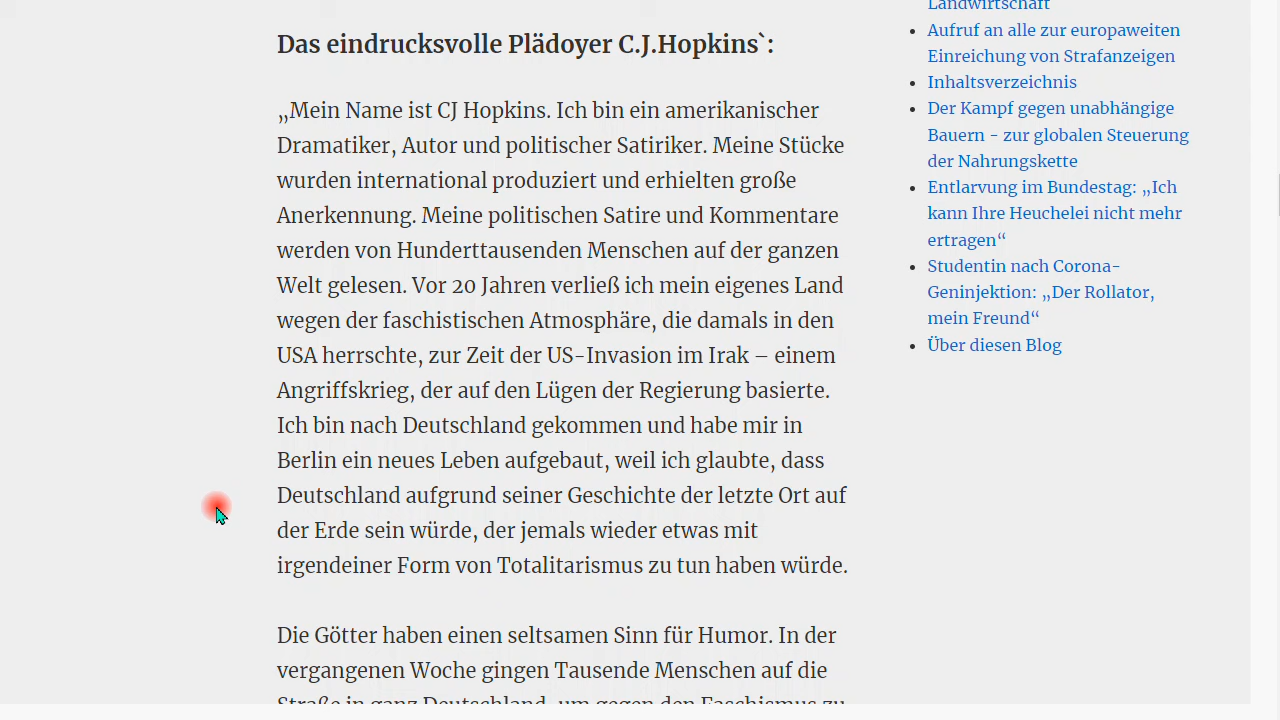 Das eindrucksvolle Plädoyer C.J.Hopkins`:
„Mein Name ist CJ Hopkins. Ich bin ein amerikanischer
Dramatiker, Autor und politischer Satiriker. Meine Stücke
wurden international produziert und erhielten große
Anerkennung. Meine politischen Satire und Kommentare
werden von Hunderttausenden Menschen auf der ganzen
Welt gelesen. Vor 20 Jahren verließ ich mein eigenes Land
wegen der faschistischen Atmosphäre, die damals in den
USA herrschte, zur Zeit der US-Invasion im Irak – einem
Angriffskrieg, der auf den Lügen der Regierung basierte.
Ich bin nach Deutschland gekommen und habe mir in
Berlin ein neues Leben aufgebaut, weil ich glaubte, dass
Deutschland aufgrund seiner Geschichte der letzte Ort auf
der Erde sein würde, der jemals wieder etwas mit
irgendeiner Form von Totalitarismus zu tun haben würde.
Die Götter haben einen seltsamen Sinn für Humor. In der
vergangenen Woche gingen Tausende Menschen auf die
Straße in ganz Deutschland, um gegen den Faschismus zu
Landwirtschaft
Aufruf an alle zur europaweiten
Einreichung von Strafanzeigen
Inhaltsverzeichnis
Der Kampf gegen unabhängige
Bauern - zur globalen Steuerung
der Nahrungskette
Entlarvung im Bundestag: „Ich
kann Ihre Heuchelei nicht mehr
ertragen“
Studentin nach Corona-
Geninjektion: „Der Rollator,
mein Freund“
Über diesen Blog